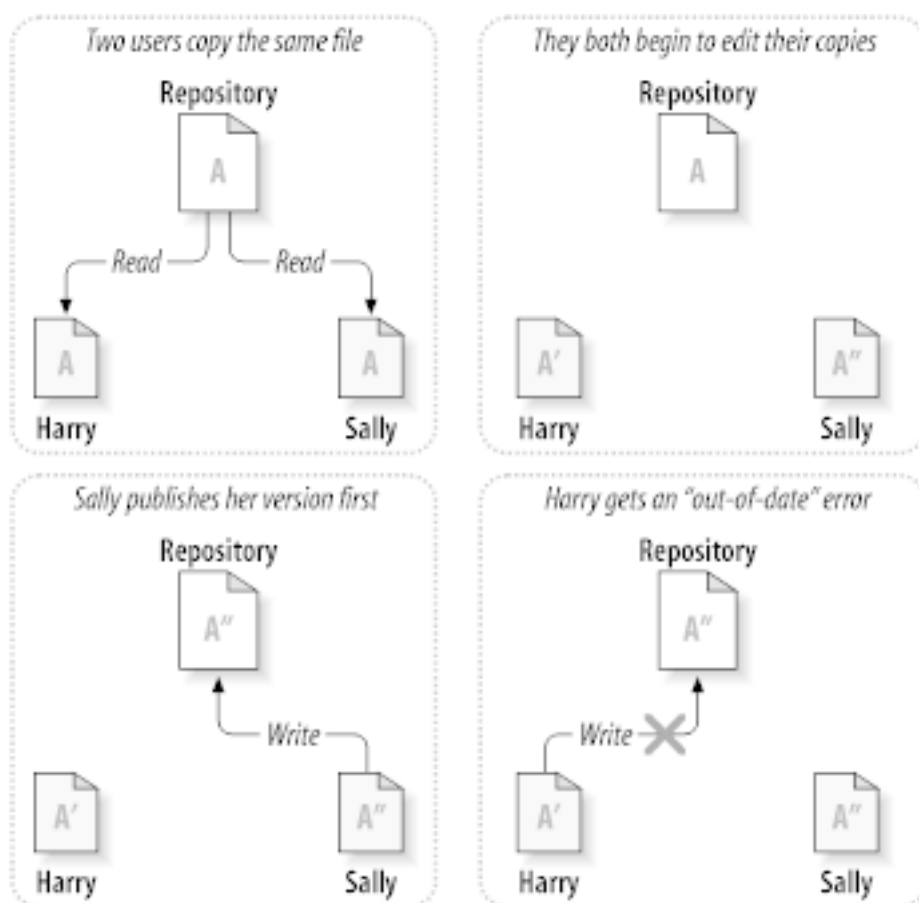 Two users copy the same file
Repository
A
Read Read
A A
Harry Sally
They both begin to edit their copies
Repository
A
A' A"
Harry Sally
Sally publishes her version first
Repository
A"
Write
A' A"
Harry Sally
Harry gets an “out-of-date” error
Repository
A"
Write
A' A"
Harry Sally